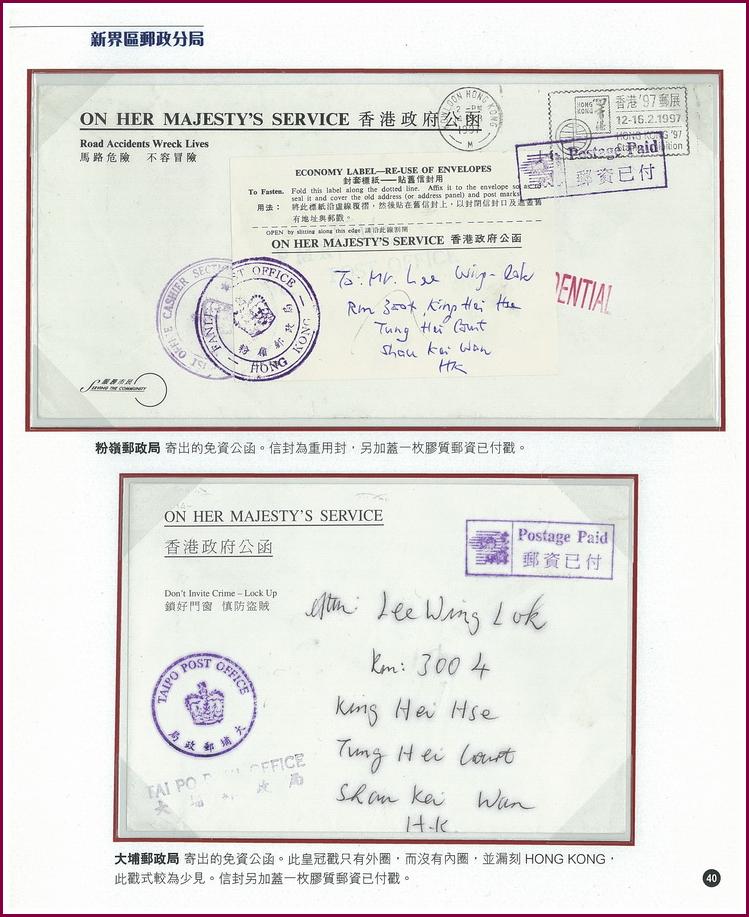 新界區郵政分局
ON HER MAJESTY'S SERVICE 香港政府公函
Road Accidents Wreck Lives
馬路危險 不容冒險
HONG KONG
1997
M
HONG KONG
香港'97郵展
12-16.2.1997
HONG KONG '97
Postage Paid
郵資已付
ECONOMY LABEL—RE-USE OF ENVELOPES
封套標紙——貼舊信封用
To Fasten. Fold this label along the dotted line. Affix it to the envelope so as to
seal it and cover the old address (or address panel) and post marks.
用法： 將此標紙沿虛線覆摺，然後貼在舊信封上，以封閉信封口及遮蓋舊
有地址與郵戳。
OPEN by slitting along this edge 請沿此線割開
ON HER MAJESTY'S SERVICE 香港政府公函
To: Mr. Lee Wing-lok
Rm 3004, King Hei Hse
Tung Hei Court
Shau Kei Wan
HK
DENTIAL
OFFICE CASHIER SECT
FANL ST OFFICE
粉嶺郵政局
HONG KONG
服務市民
SERVING THE COMMUNITY
粉嶺郵政局 寄出的免資公函。信封為重用封，另加蓋一枚膠質郵資已付戳。
ON HER MAJESTY'S SERVICE
香港政府公函
Postage Paid
郵資已付
Don't Invite Crime – Lock Up
鎖好門窗 慎防盜賊
Attn: Lee Wing Lok
Rm: 3004
King Hei Hse
Tung Hei Court
Shau Kei Wan
H.K.
TAIPO POST OFFICE
大埔郵政局
TAI PO OFFICE
大埔 政局
大埔郵政局 寄出的免資公函。此皇冠戳只有外圈，而沒有內圈，並漏刻 HONG KONG，
此戳式較為少見。信封另加蓋一枚膠質郵資已付戳。
40